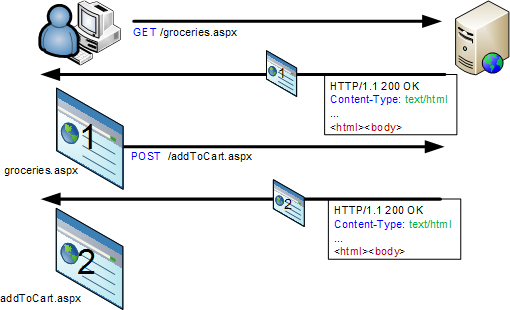 GET /groceries.aspx
1
HTTP/1.1 200 OK
Content-Type: text/html
...
<html><body>
1
groceries.aspx
POST /addToCart.aspx
2
HTTP/1.1 200 OK
Content-Type: text/html
...
<html><body>
2
addToCart.aspx